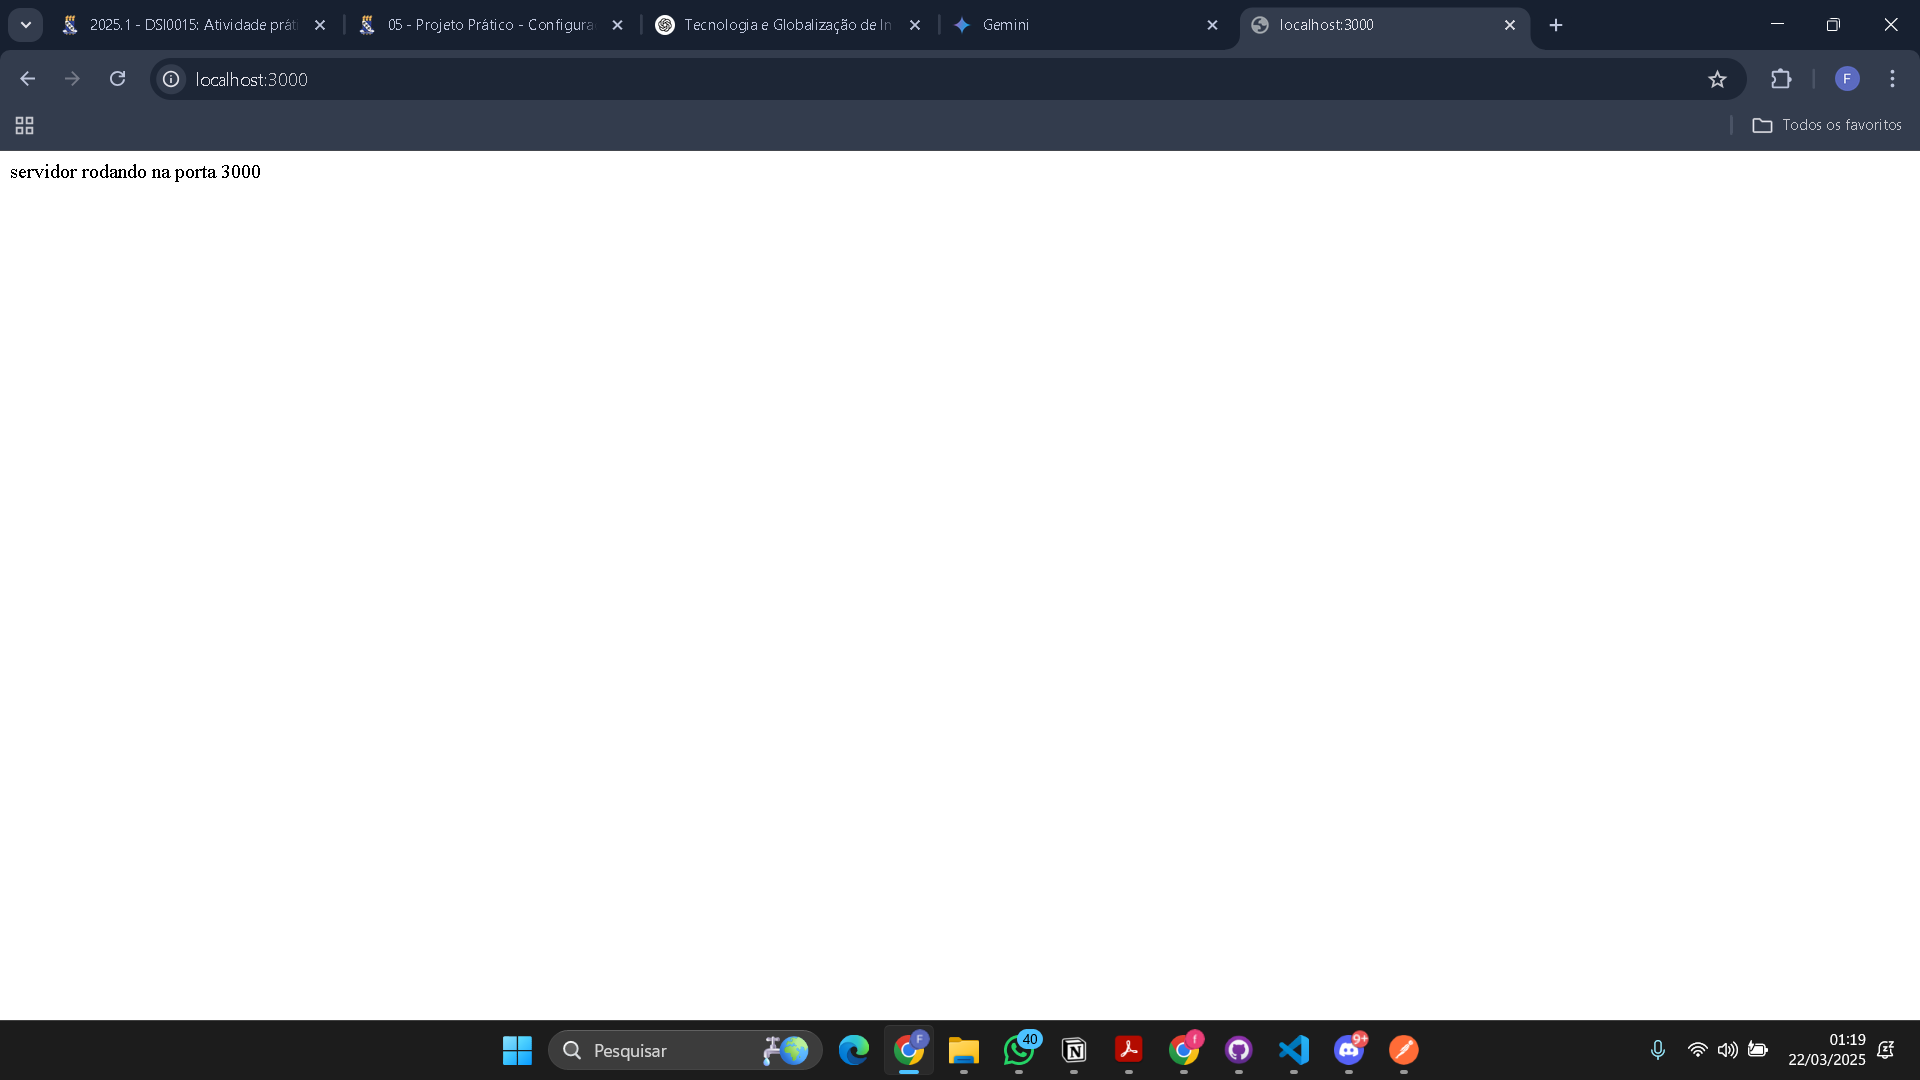 2025.1 - DSI0015: Atividade prát
05 - Projeto Prático - Configura
Tecnologia e Globalização de In
Gemini
localhost:3000
localhost:3000
F
Todos os favoritos
servidor rodando na porta 3000
Pesquisar
F
40
N
f
9+
01:19
22/03/2025